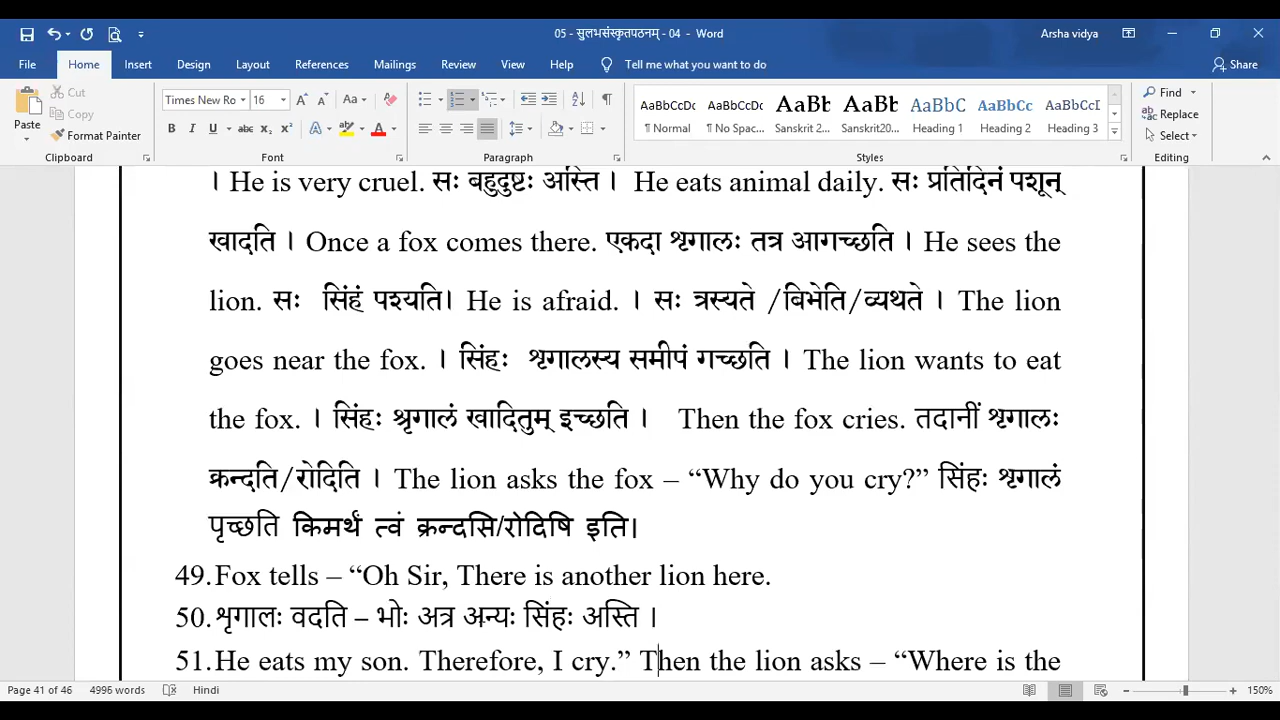 05 - सुलभसंस्कृतपठनम् - 04 - Word
Arsha vidya
File Home Insert Design Layout References Mailings Review View Help Tell me what you want to do Share
Paste
Cut
Copy
Format Painter
Clipboard
Times New Ro 16
Font
Paragraph
AaBbCcDc AaBbCcDc AaBb AaBb AaBbC AaBbCc AaBbCcD
¶ Normal ¶ No Spac... Sanskrit 2... Sanskrit20... Heading 1 Heading 2 Heading 3
Styles
Find
Replace
Select
Editing
। He is very cruel. सः बहुदुष्टः अस्ति । He eats animal daily. सः प्रतिदिनं पशून्
खादति । Once a fox comes there. एकदा शृगालः तत्र आगच्छति । He sees the
lion. सः सिंहं पश्यति। He is afraid. । सः त्रस्यते /बिभेति/व्यथते । The lion
goes near the fox. । सिंहः शृगालस्य समीपं गच्छति । The lion wants to eat
the fox. । सिंहः श्रृगालं खादितुम् इच्छति । Then the fox cries. तदानीं शृगालः
क्रन्दति/रोदिति । The lion asks the fox – “Why do you cry?” सिंहः शृगालं
पृच्छति किमर्थं त्वं क्रन्दसि/रोदिषि इति।
49.Fox tells – “Oh Sir, There is another lion here.
50.शृगालः वदति – भोः अत्र अन्यः सिंहः अस्ति ।
51.He eats my son. Therefore, I cry.” Then the lion asks – “Where is the
Page 41 of 46 4996 words Hindi 150%